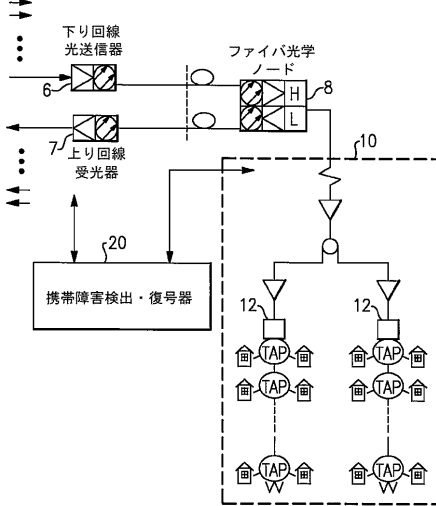 下り回線
光送信器
6
ファイバ光学
ノード
H
8
L
7
上り回線
受光器
10
20
携帯障害検出・復号器
12
12
TAP
TAP
TAP
TAP
TAP
TAP